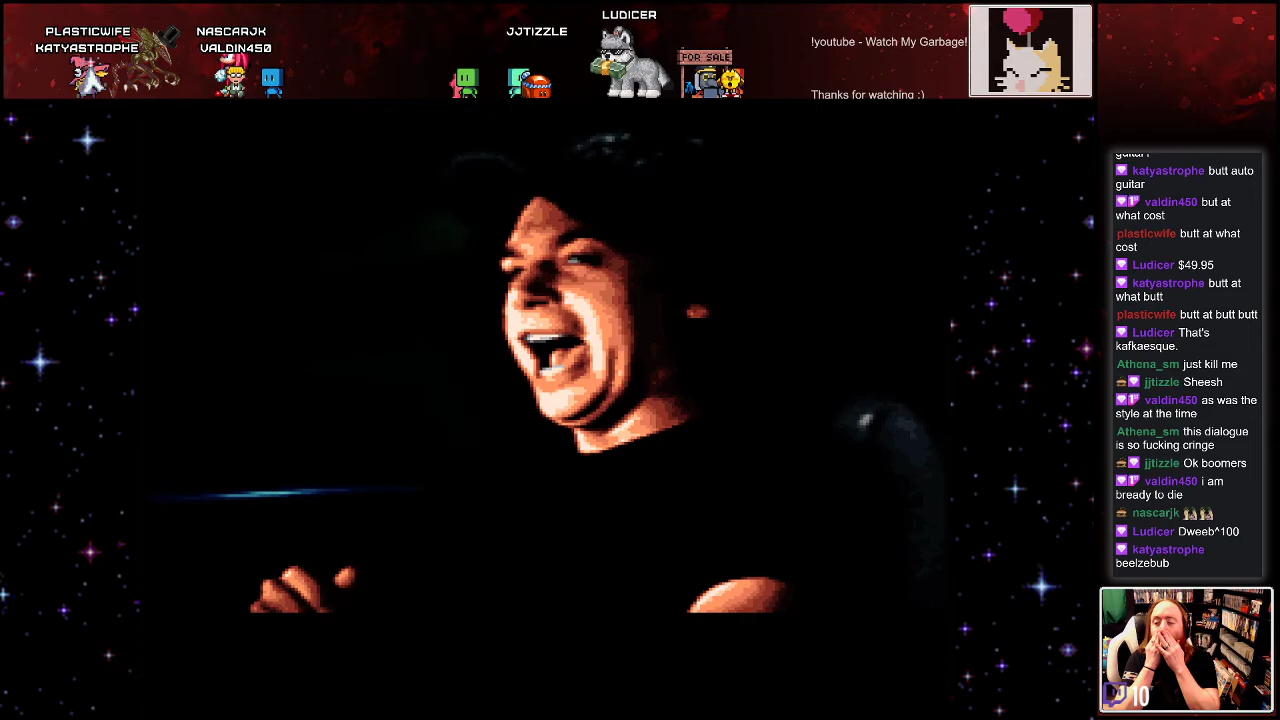 PLASTICWIFE
KATYASTROPHE
NASCARJK
VALDIN450
JJTIZZLE
LUDICER
FOR SALE
!youtube - Watch My Garbage!
Thanks for watching :)
katyastrophe butt auto
guitar
valdin450 but at
what cost
plasticwife butt at what
cost
Ludicer $49.95
katyastrophe butt at
what butt
plasticwife butt at butt butt
Ludicer That's
kafkaesque.
Athena_sm just kill me
jjtizzle Sheesh
valdin450 as was the
style at the time
Athena_sm this dialogue
is so fucking cringe
jjtizzle Ok boomers
valdin450 i am
bready to die
nascarjk
Ludicer Dweeb^100
katyastrophe
beelzebub
10